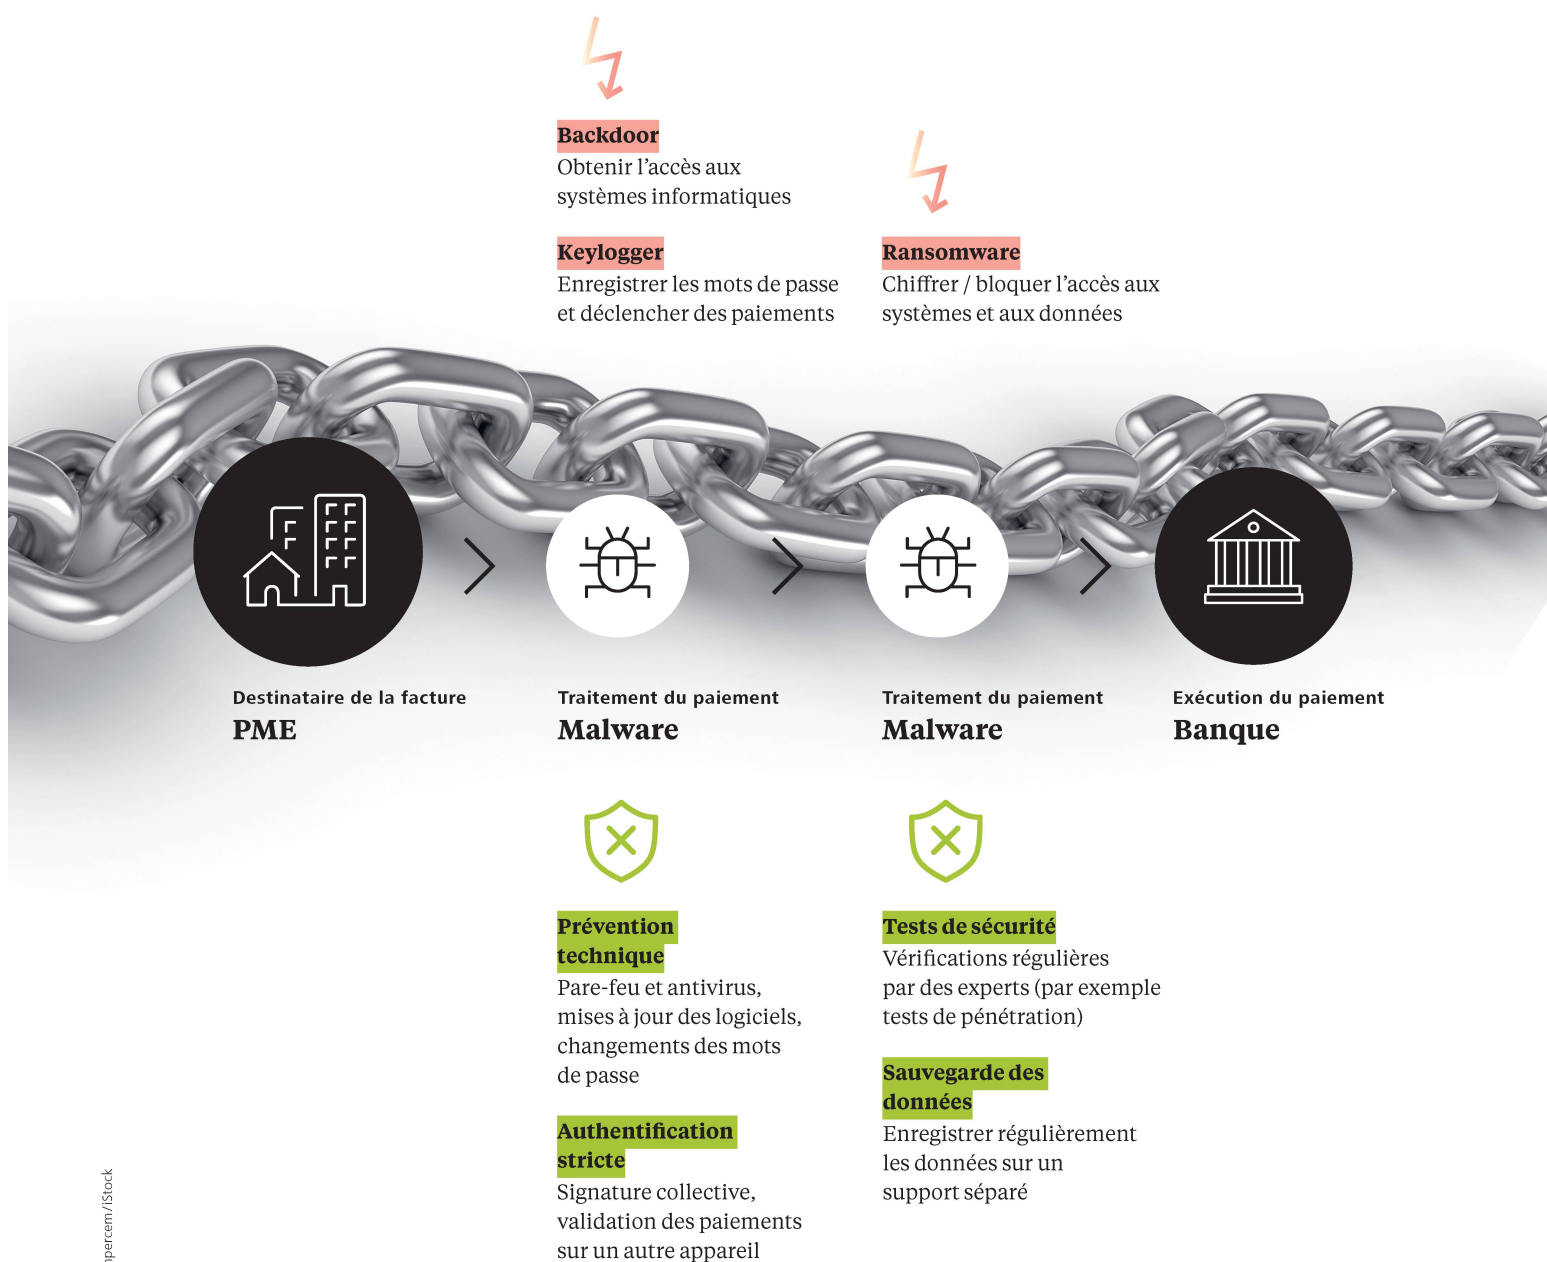 Backdoor
Obtenir l’accès aux
systèmes informatiques
Keylogger
Enregistrer les mots de passe
et déclencher des paiements
Ransomware
Chiffrer / bloquer l’accès aux
systèmes et aux données
Destinataire de la facture
PME
Traitement du paiement
Malware
Traitement du paiement
Malware
Exécution du paiement
Banque
Prévention
technique
Pare-feu et antivirus,
mises à jour des logiciels,
changements des mots
de passe
Authentification
stricte
Signature collective,
validation des paiements
sur un autre appareil
Tests de sécurité
Vérifications régulières
par des experts (par exemple
tests de pénétration)
Sauvegarde des
données
Enregistrer régulièrement
les données sur un
support séparé
/iStock